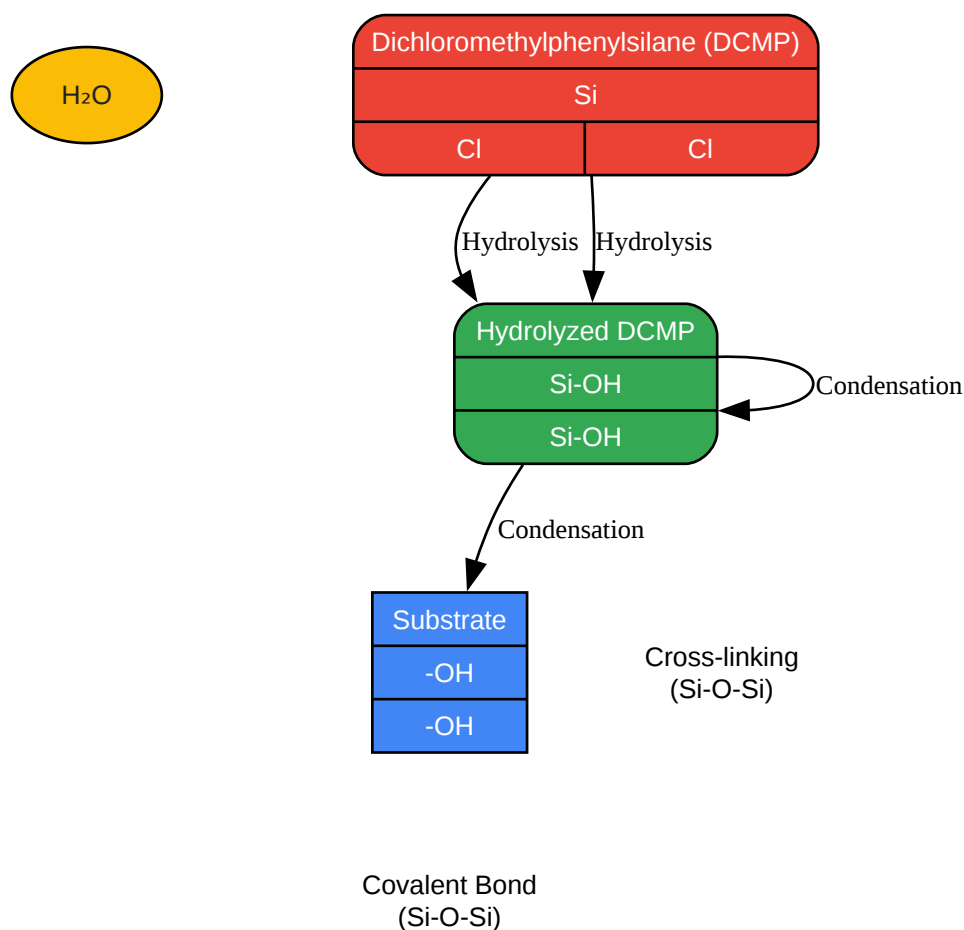 Dichloromethylphenylsilane (DCMP)
H₂O
Si
Cl
Cl
Hydrolysis
Hydrolysis
Hydrolyzed DCMP
Si-OH
Condensation
Si-OH
Condensation
Substrate
-OH
-OH
Cross-linking
(Si-O-Si)
Covalent Bond
(Si-O-Si)